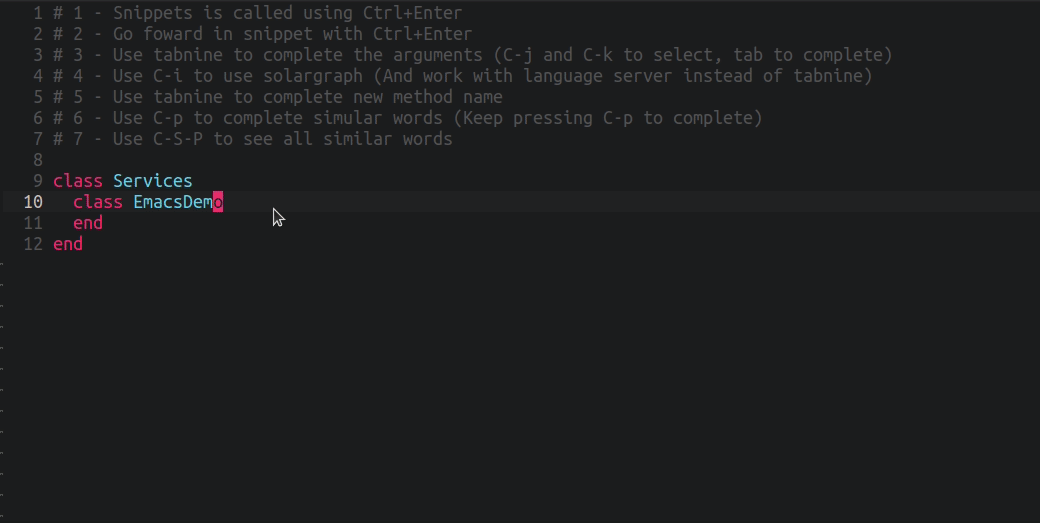 1 # 1 - Snippets is called using Ctrl+Enter
2 # 2 - Go foward in snippet with Ctrl+Enter
3 # 3 - Use tabnine to complete the arguments (C-j and C-k to select, tab to complete)
4 # 4 - Use C-i to use solargraph (And work with language server instead of tabnine)
5 # 5 - Use tabnine to complete new method name
6 # 6 - Use C-p to complete simular words (Keep pressing C-p to complete)
7 # 7 - Use C-S-P to see all similar words
8
9 class Services
10   class EmacsDemo
11   end
12 end